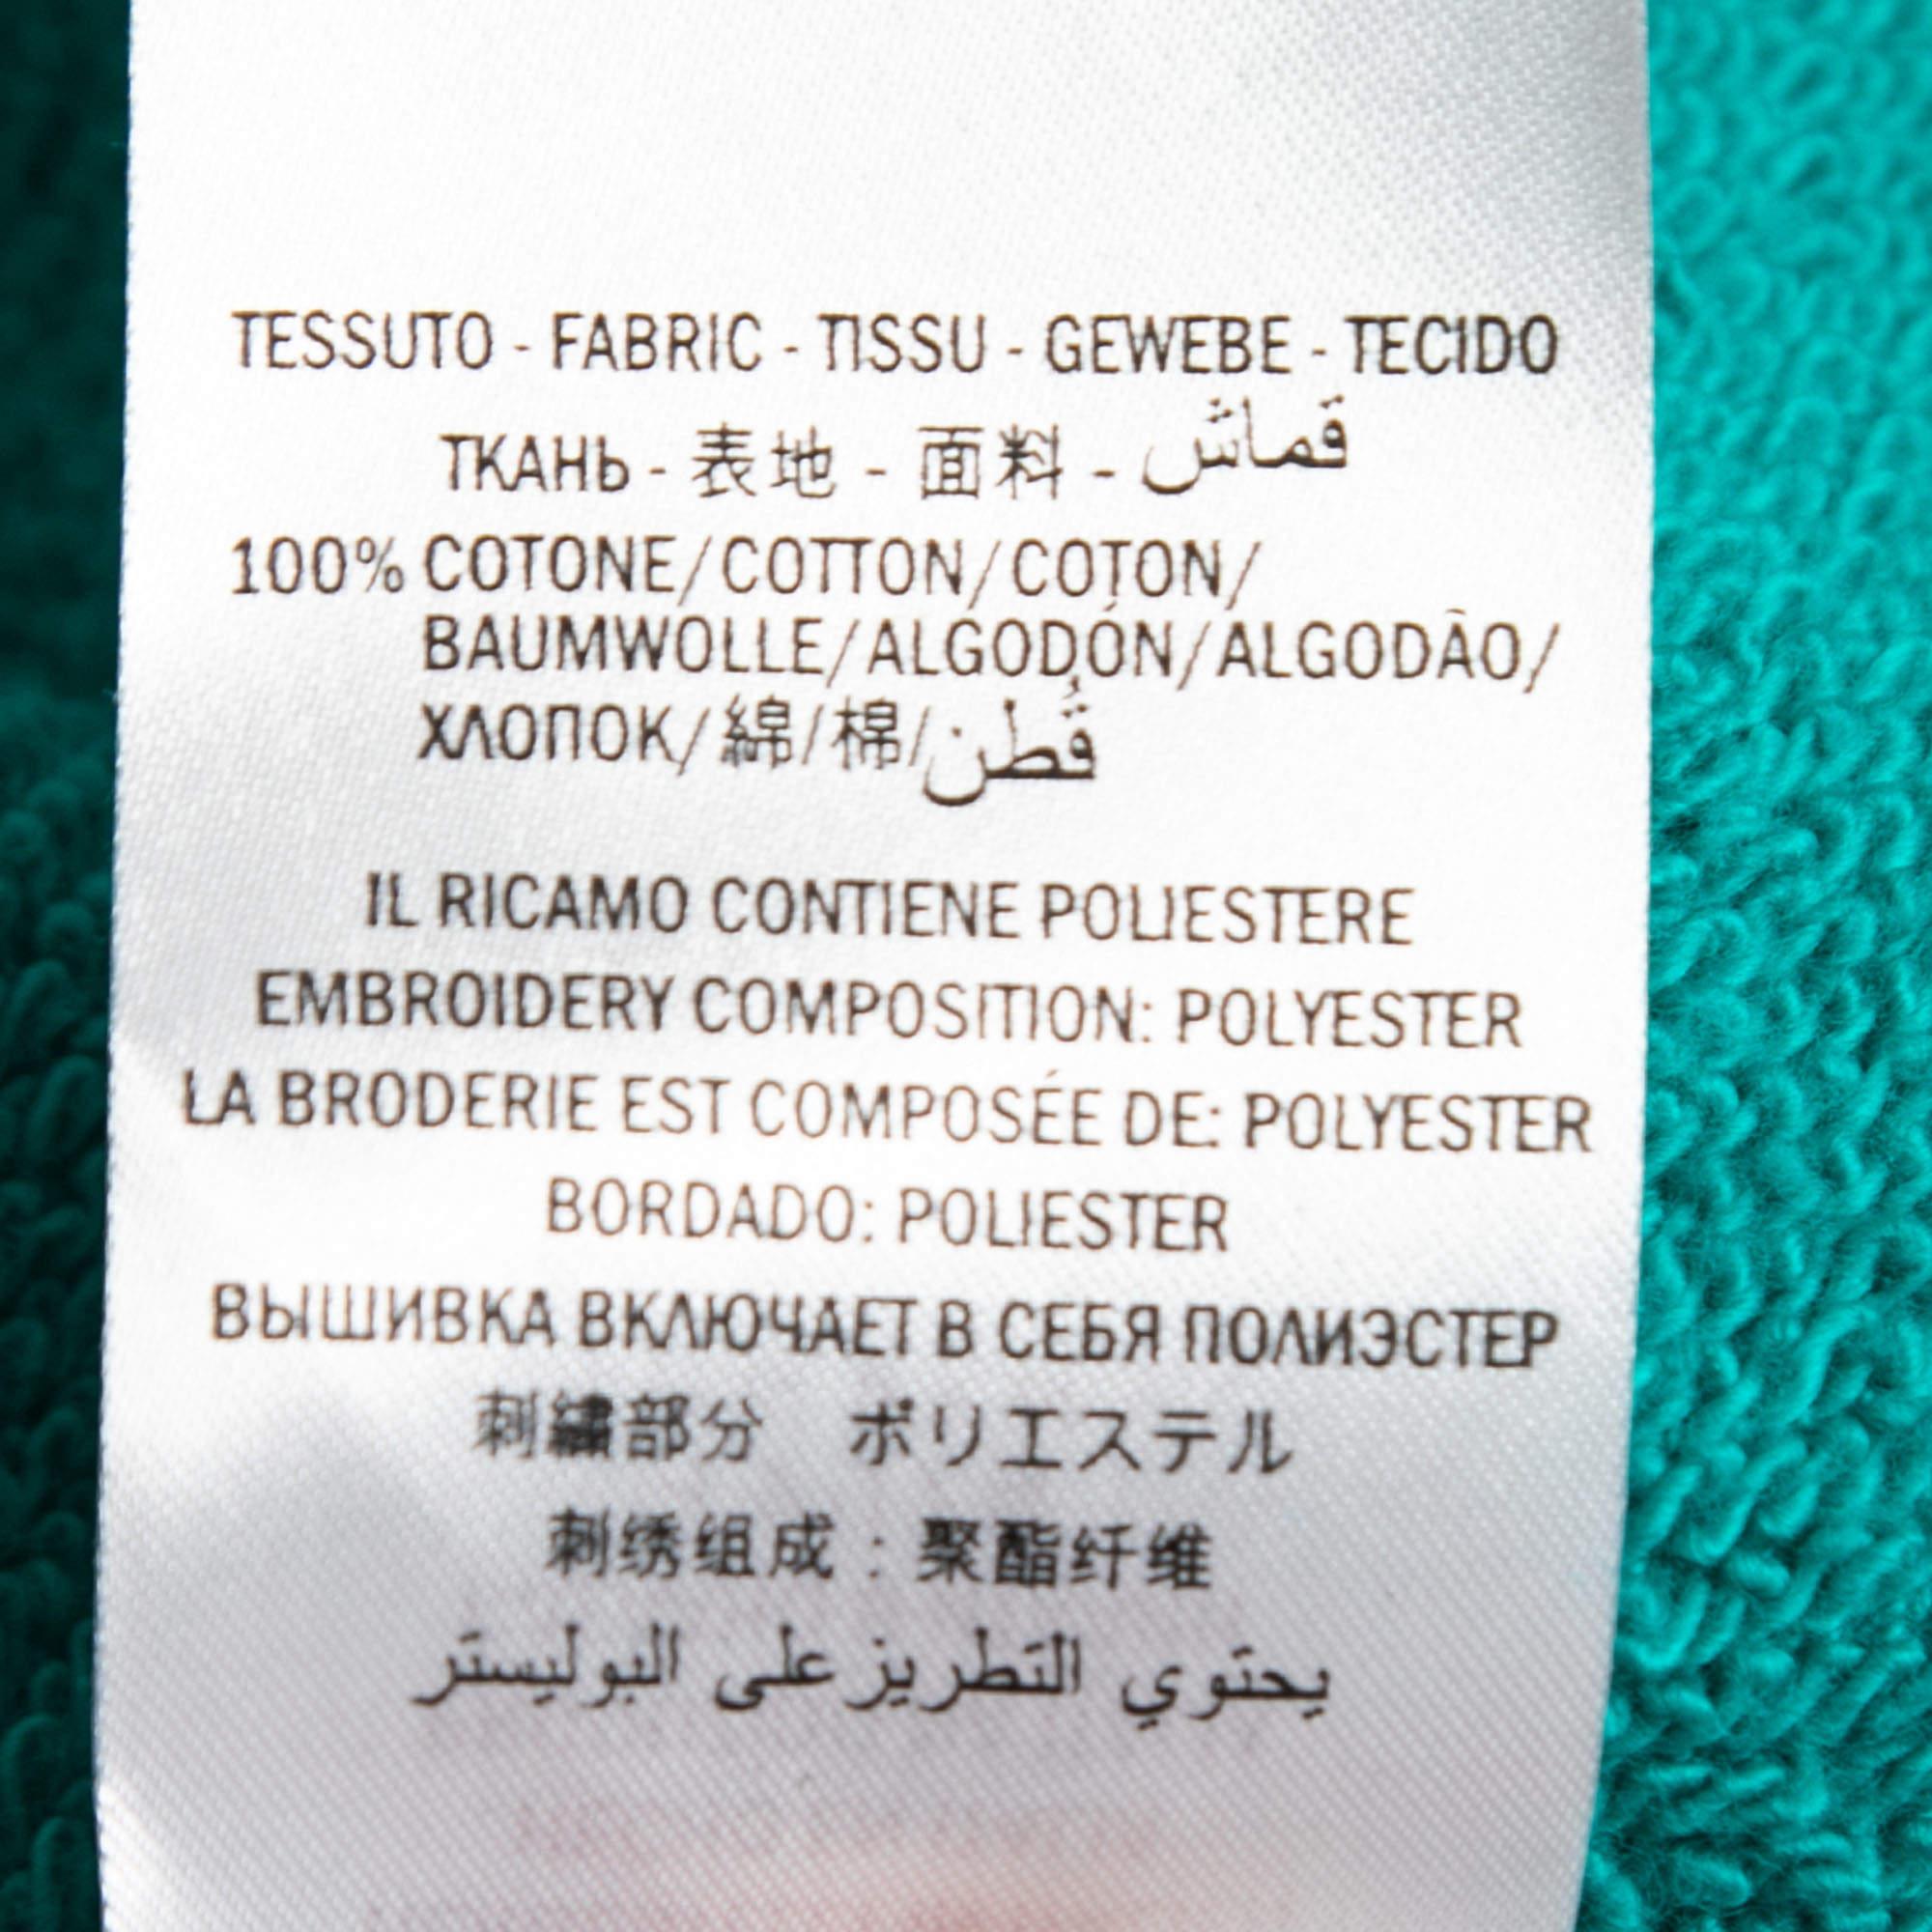 TESSUTO - FABRIC - TISSU - GEWEBE - TECIDO
ТКАНЬ - 表地 - 面料 - قماش
100% COTONE/COTTON/COTON/
BAUMWOLLE/ALGODÓN/ALGODÃO/
ХЛОПОК/綿/棉/قُطن
IL RICAMO CONTIENE POLIESTERE
EMBROIDERY COMPOSITION: POLYESTER
LA BRODERIE EST COMPOSÉE DE: POLYESTER
BORDADO: POLIESTER
ВЫШИВКА ВКЛЮЧАЕТ В СЕБЯ ПОЛИЭСТЕР
刺繍部分　ポリエステル
刺绣组成：聚酯纤维
يحتوي التطريز على البوليستر